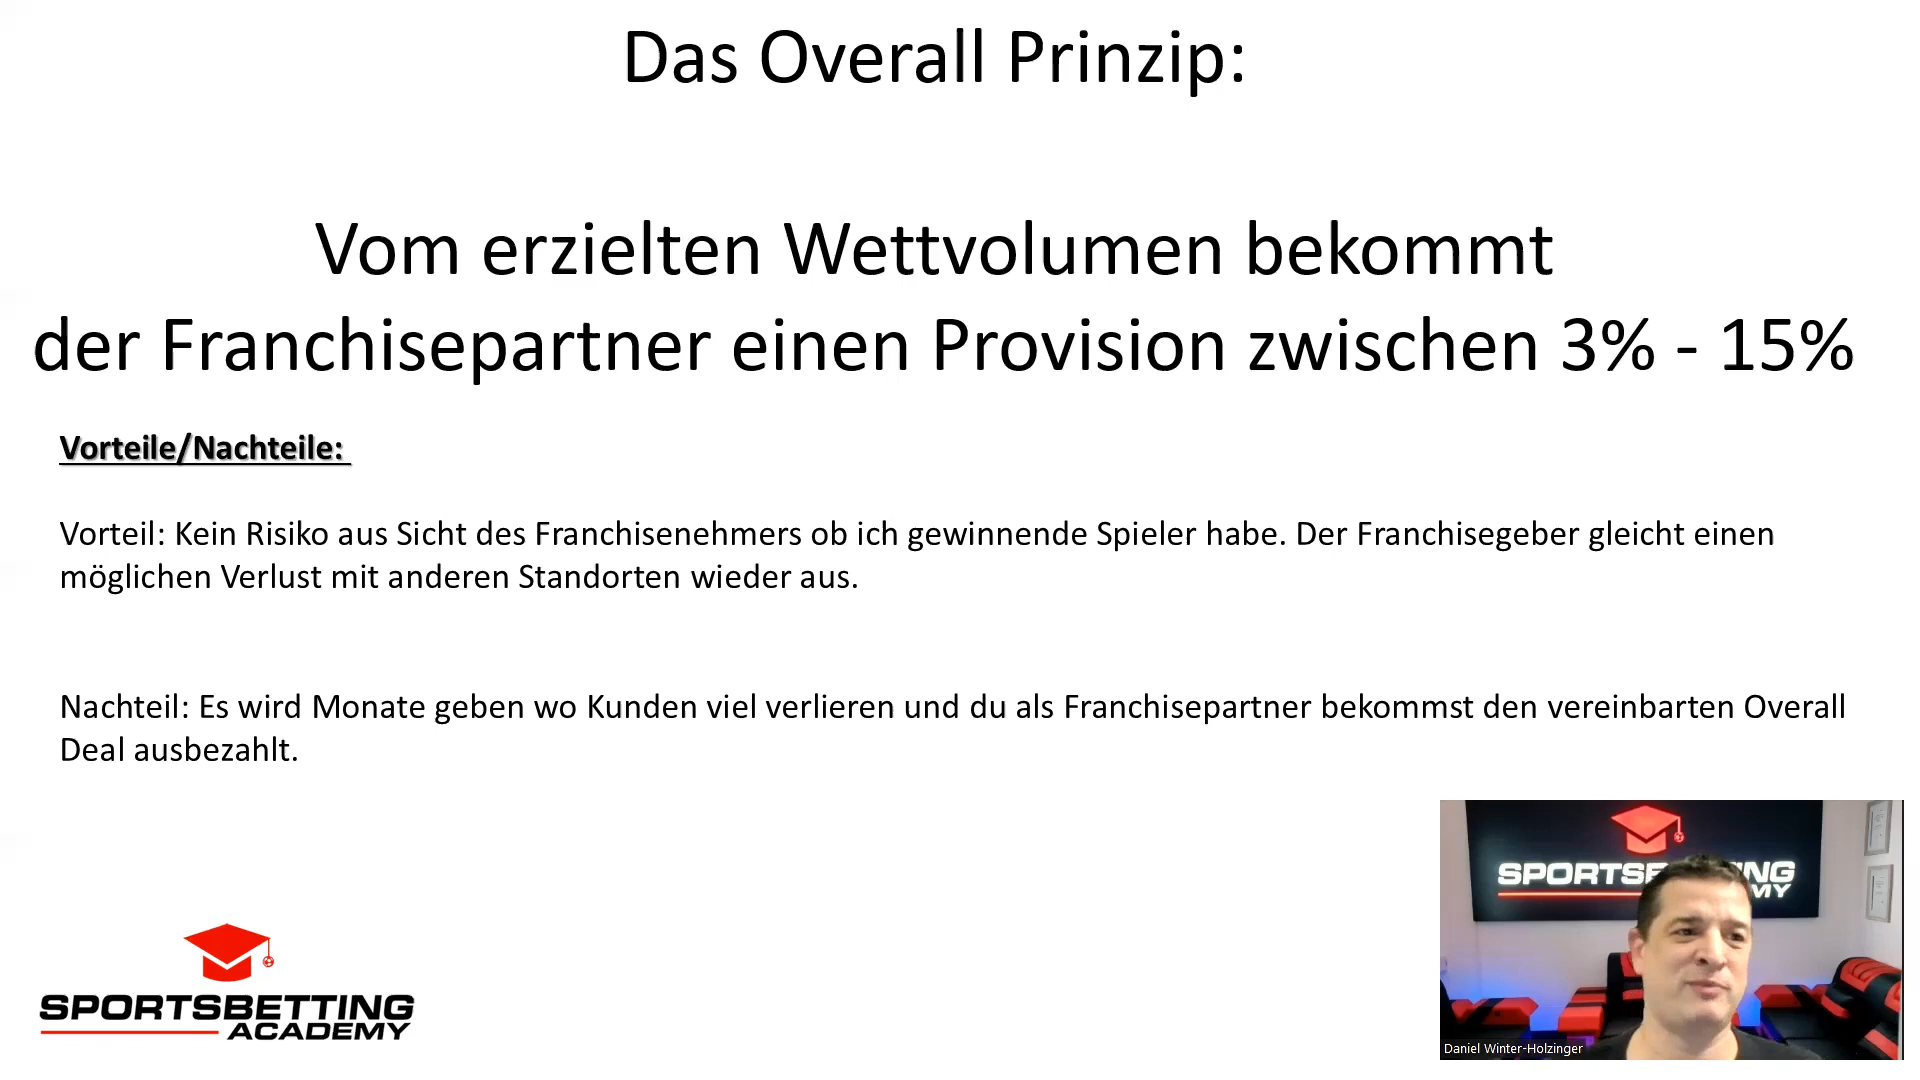 Das Overall Prinzip:
Vom erzielten Wettvolumen bekommt
der Franchisepartner einen Provision zwischen 3% - 15%
Vorteile/Nachteile:
Vorteil: Kein Risiko aus Sicht des Franchisenehmers ob ich gewinnende Spieler habe. Der Franchisegeber gleicht einen
möglichen Verlust mit anderen Standorten wieder aus.
Nachteil: Es wird Monate geben wo Kunden viel verlieren und du als Franchisepartner bekommst den vereinbarten Overall
Deal ausbezahlt.
SPORTSBETTING
ACADEMY
Daniel Winter-Holzinger